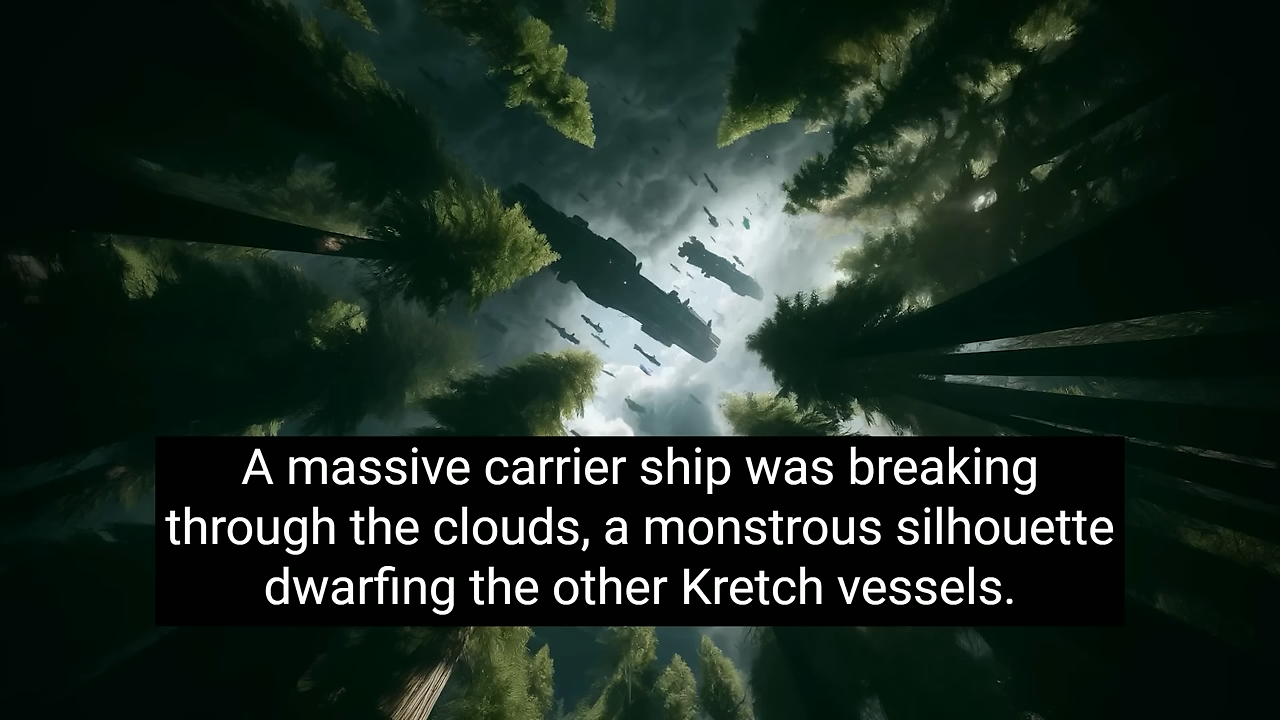 A massive carrier ship was breaking
through the clouds, a monstrous silhouette
dwarfing the other Kretch vessels.